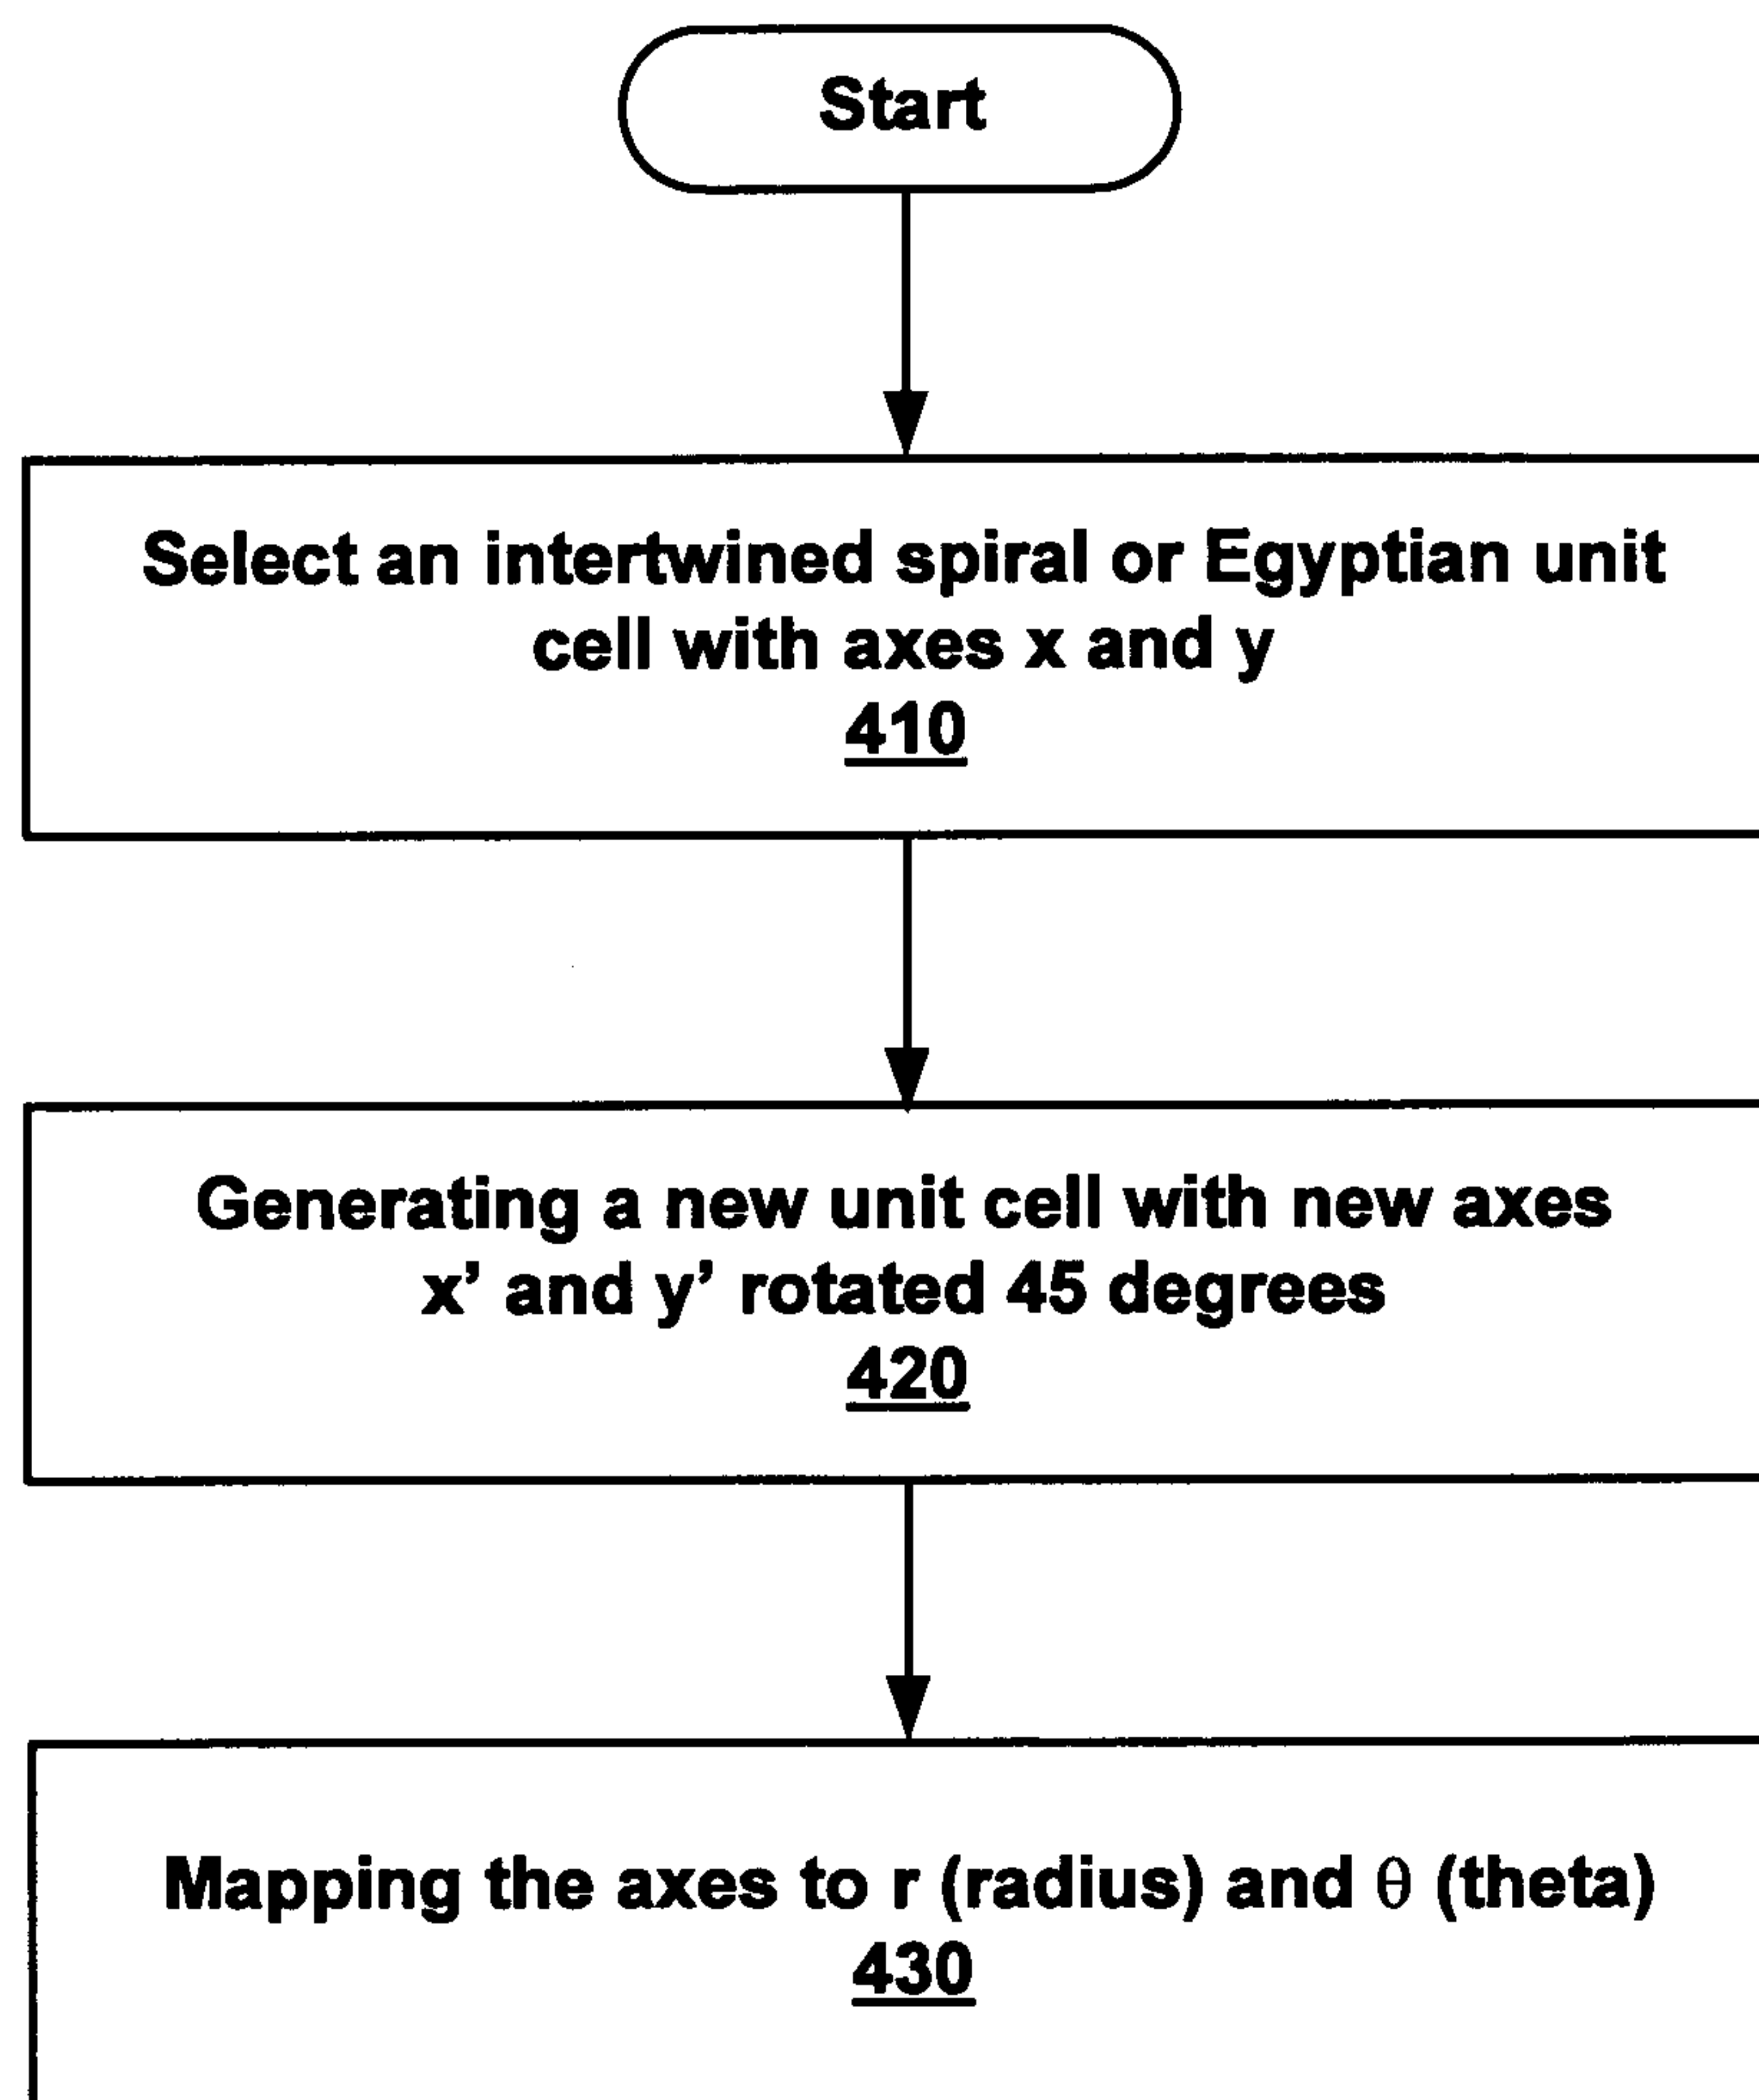 Start
Select an intertwined spiral or Egyptian unit
cell with axes x and y
410
Generating a new unit cell with new axes
x’ and y’ rotated 45 degrees
420
Mapping the axes to r (radius) and θ (theta)
430